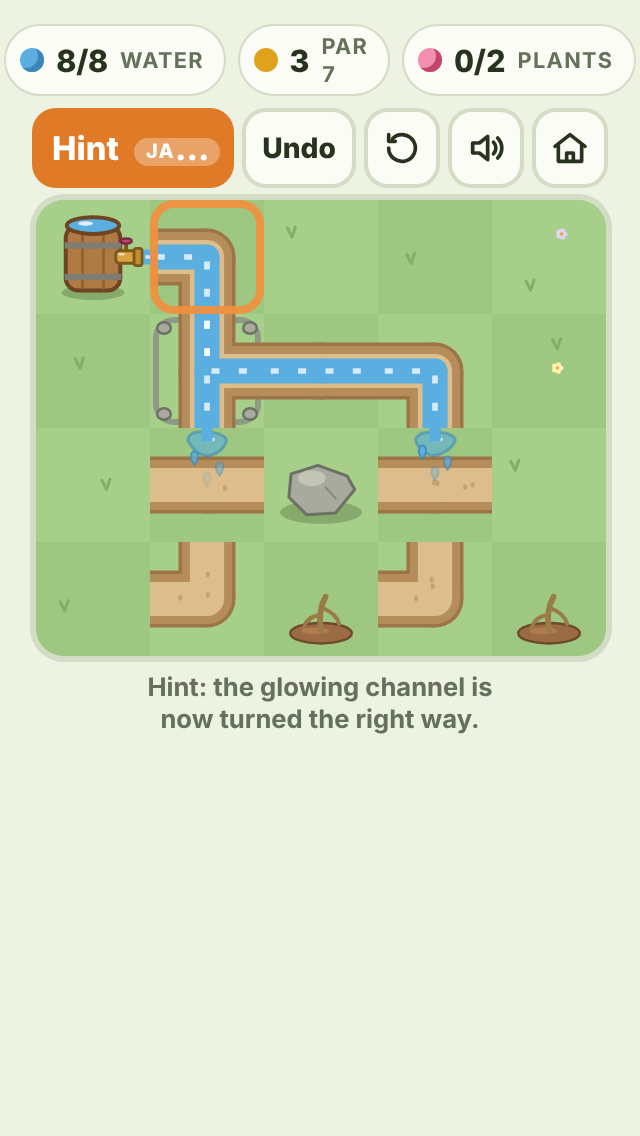 8/8 WATER
3 PAR 7
0/2 PLANTS
Hint JA...
Undo
Hint: the glowing channel is
now turned the right way.